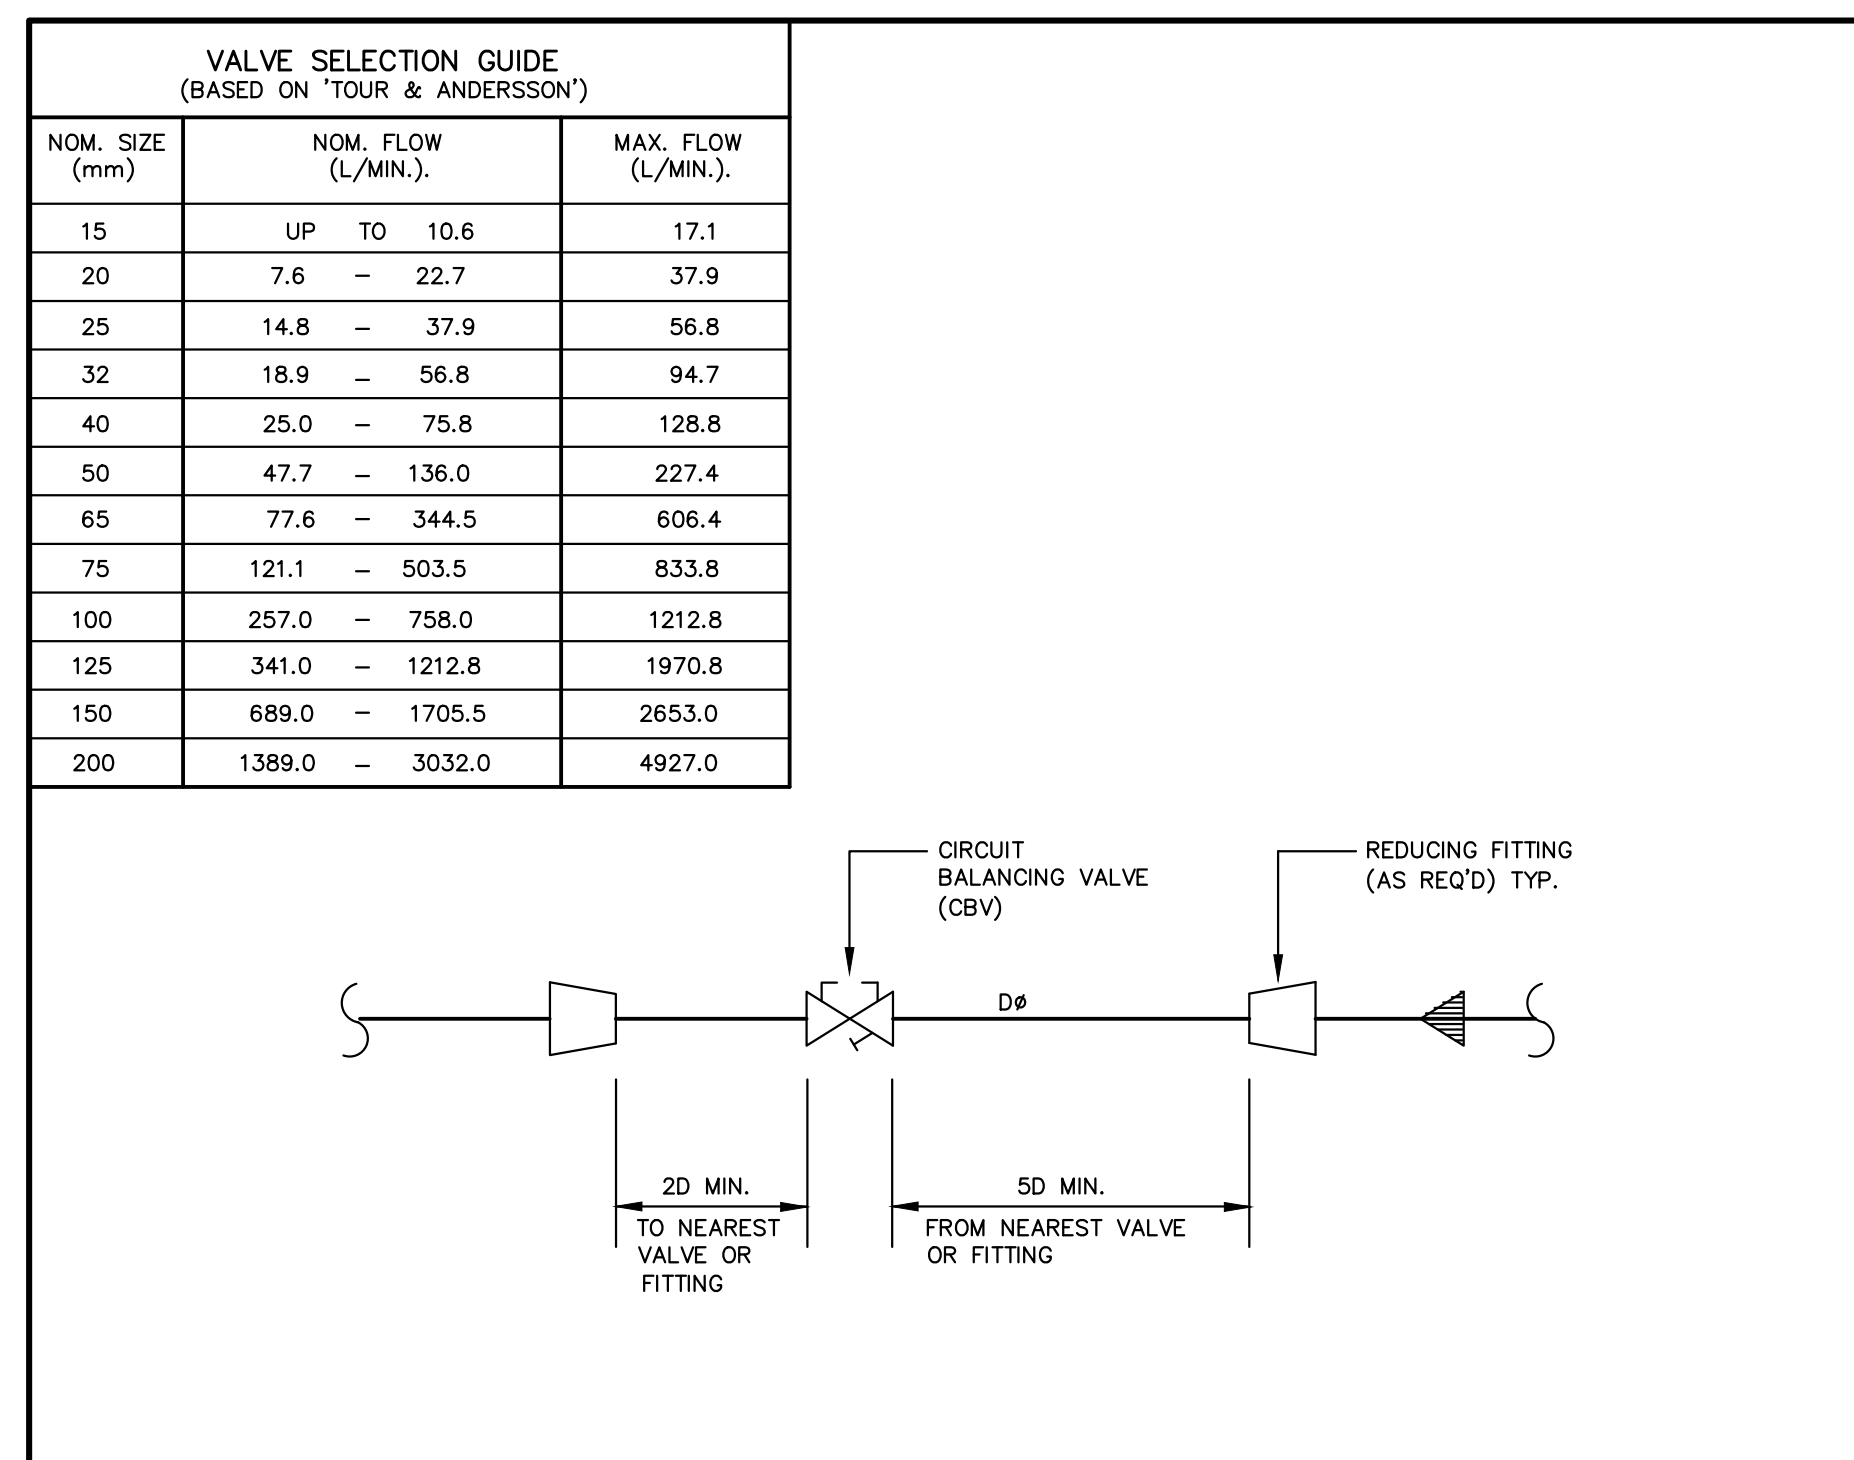 VALVE SELECTION GUIDE
(BASED ON 'TOUR & ANDERSSON')
NOM. SIZE (mm) NOM. FLOW (L/MIN.). MAX. FLOW (L/MIN.).
15 UP TO 10.6 17.1
20 7.6 – 22.7 37.9
25 14.8 – 37.9 56.8
32 18.9 – 56.8 94.7
40 25.0 – 75.8 128.8
50 47.7 – 136.0 227.4
65 77.6 – 344.5 606.4
75 121.1 – 503.5 833.8
100 257.0 – 758.0 1212.8
125 341.0 – 1212.8 1970.8
150 689.0 – 1705.5 2653.0
200 1389.0 – 3032.0 4927.0
CIRCUIT
BALANCING VALVE
(CBV)
REDUCING FITTING
(AS REQ'D) TYP.
Dø
2D MIN.
TO NEAREST
VALVE OR
FITTING
5D MIN.
FROM NEAREST VALVE
OR FITTING